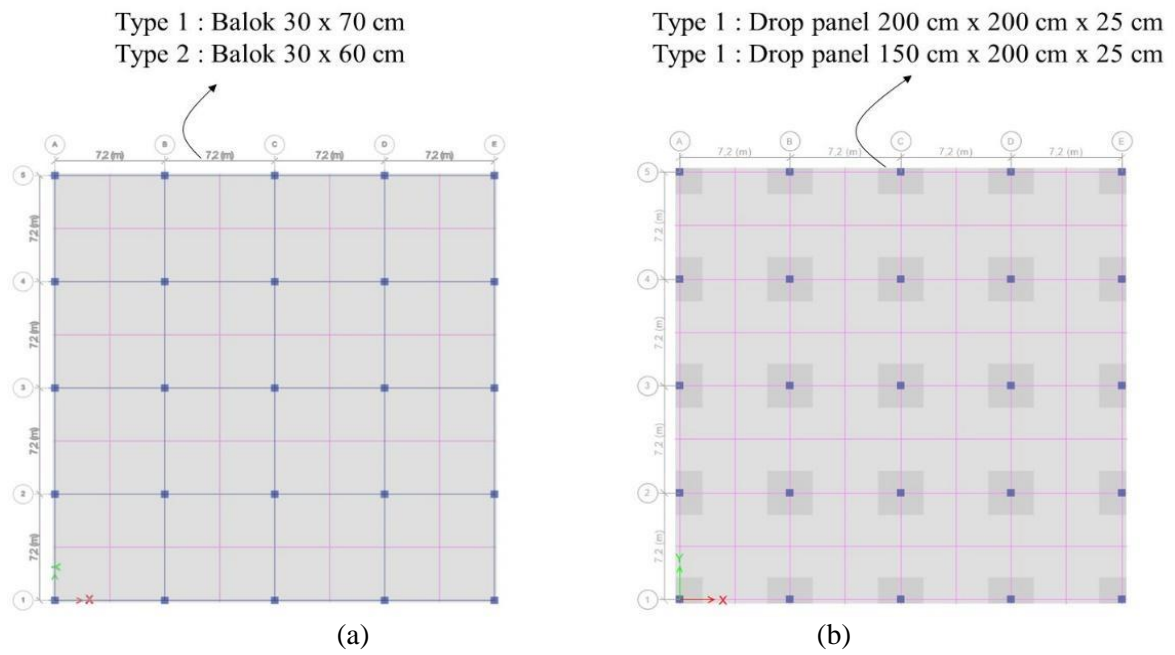 Type 1 : Balok 30 x 70 cm
Type 2 : Balok 30 x 60 cm
Type 1 : Drop panel 200 cm x 200 cm x 25 cm
Type 1 : Drop panel 150 cm x 200 cm x 25 cm
A B C D E
7,2 (m) 7,2 (m) 7,2 (m) 7,2 (m)
5
7,2 (m)
4
7,2 (m)
3
7,2 (m)
2
7,2 (m)
1
Y
X
A B C D E
7,2 (m) 7,2 (m) 7,2 (m) 7,2 (m)
5
7,2 (m)
4
7,2 (m)
3
7,2 (m)
2
7,2 (m)
1
Y
X
(a)
(b)